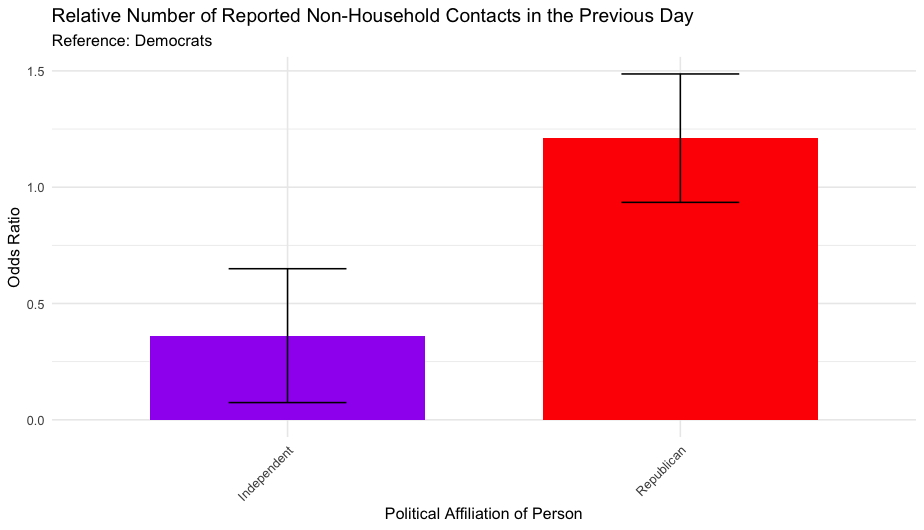 Relative Number of Reported Non-Household Contacts in the Previous Day
Reference: Democrats
1.5
1.0
0.5
0.0
Odds Ratio
Independent
Republican
Political Affiliation of Person